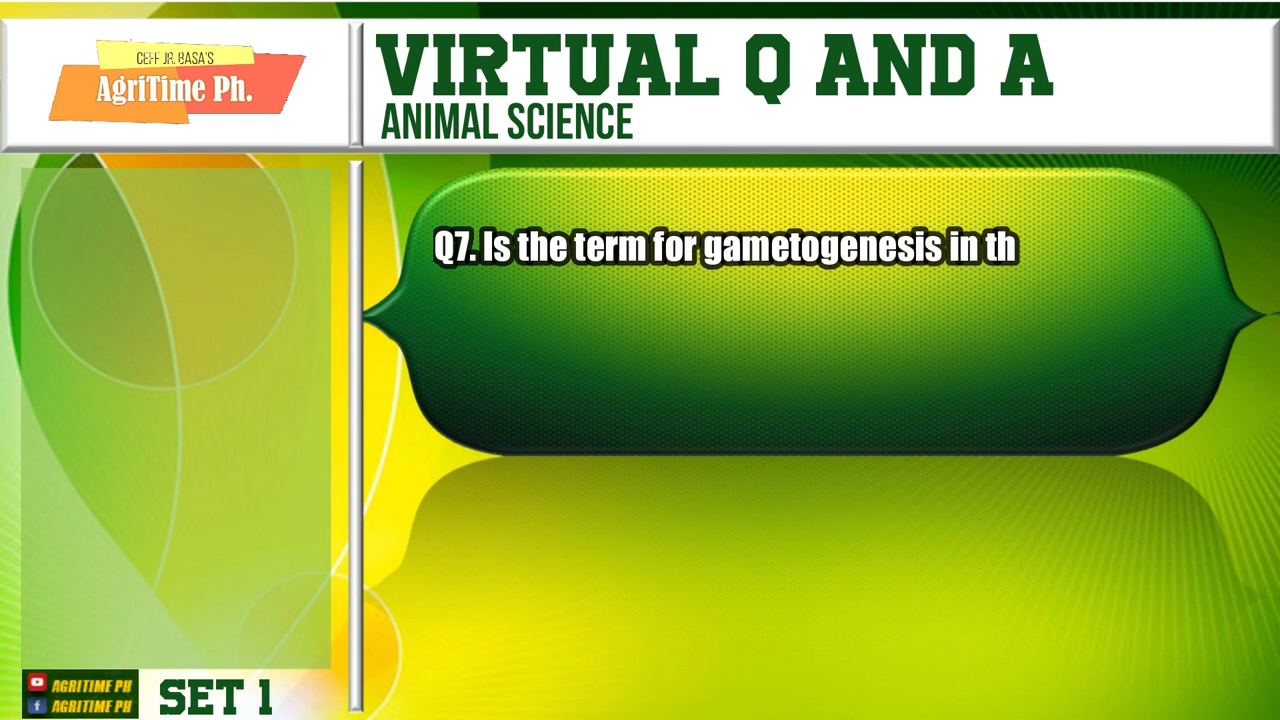 CEFF JR. BASA'S
AgriTime Ph.
VIRTUAL Q AND A
ANIMAL SCIENCE
Q7. Is the term for gametogenesis in th
AGRITIME PH
AGRITIME PH
SET 1